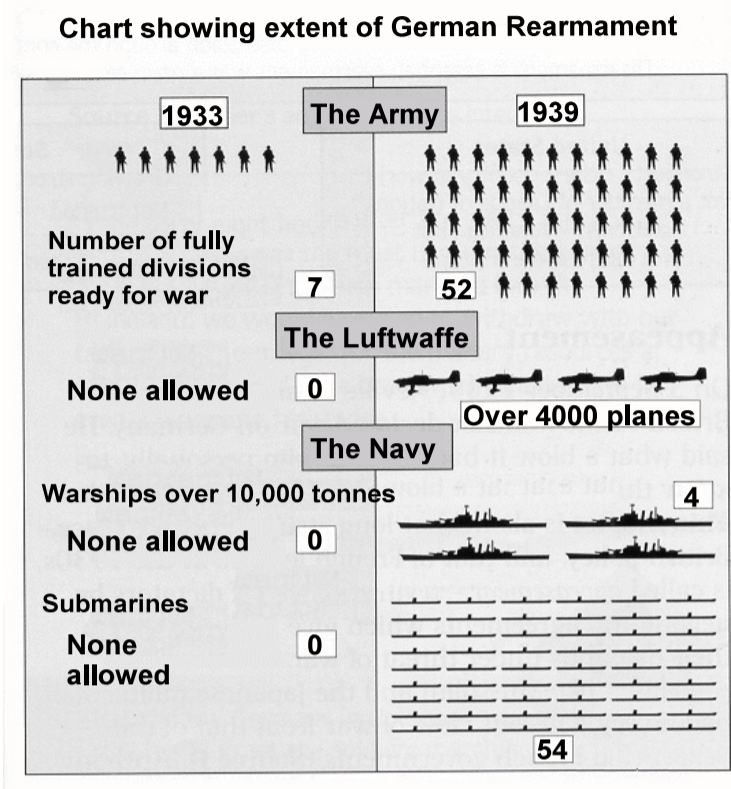 Chart showing extent of German Rearmament
1933
The Army
1939
Number of fully
trained divisions
ready for war
7
52
The Luftwaffe
None allowed
0
Over 4000 planes
The Navy
Warships over 10,000 tonnes
4
None allowed
0
Submarines
None
allowed
0
54
Appeasement